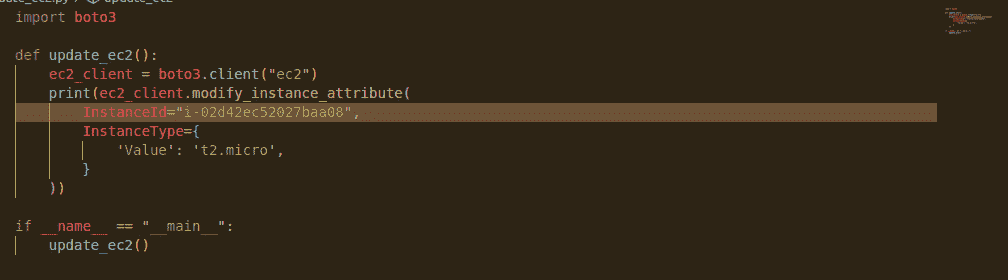 import boto3
def update_ec2():
    ec2_client = boto3.client("ec2")
    print(ec2_client.modify_instance_attribute(
        InstanceId="i-02d42ec52027baa08",
        InstanceType={
            'Value': 't2.micro',
        }
    ))
if __name__ == "__main__":
    update_ec2()